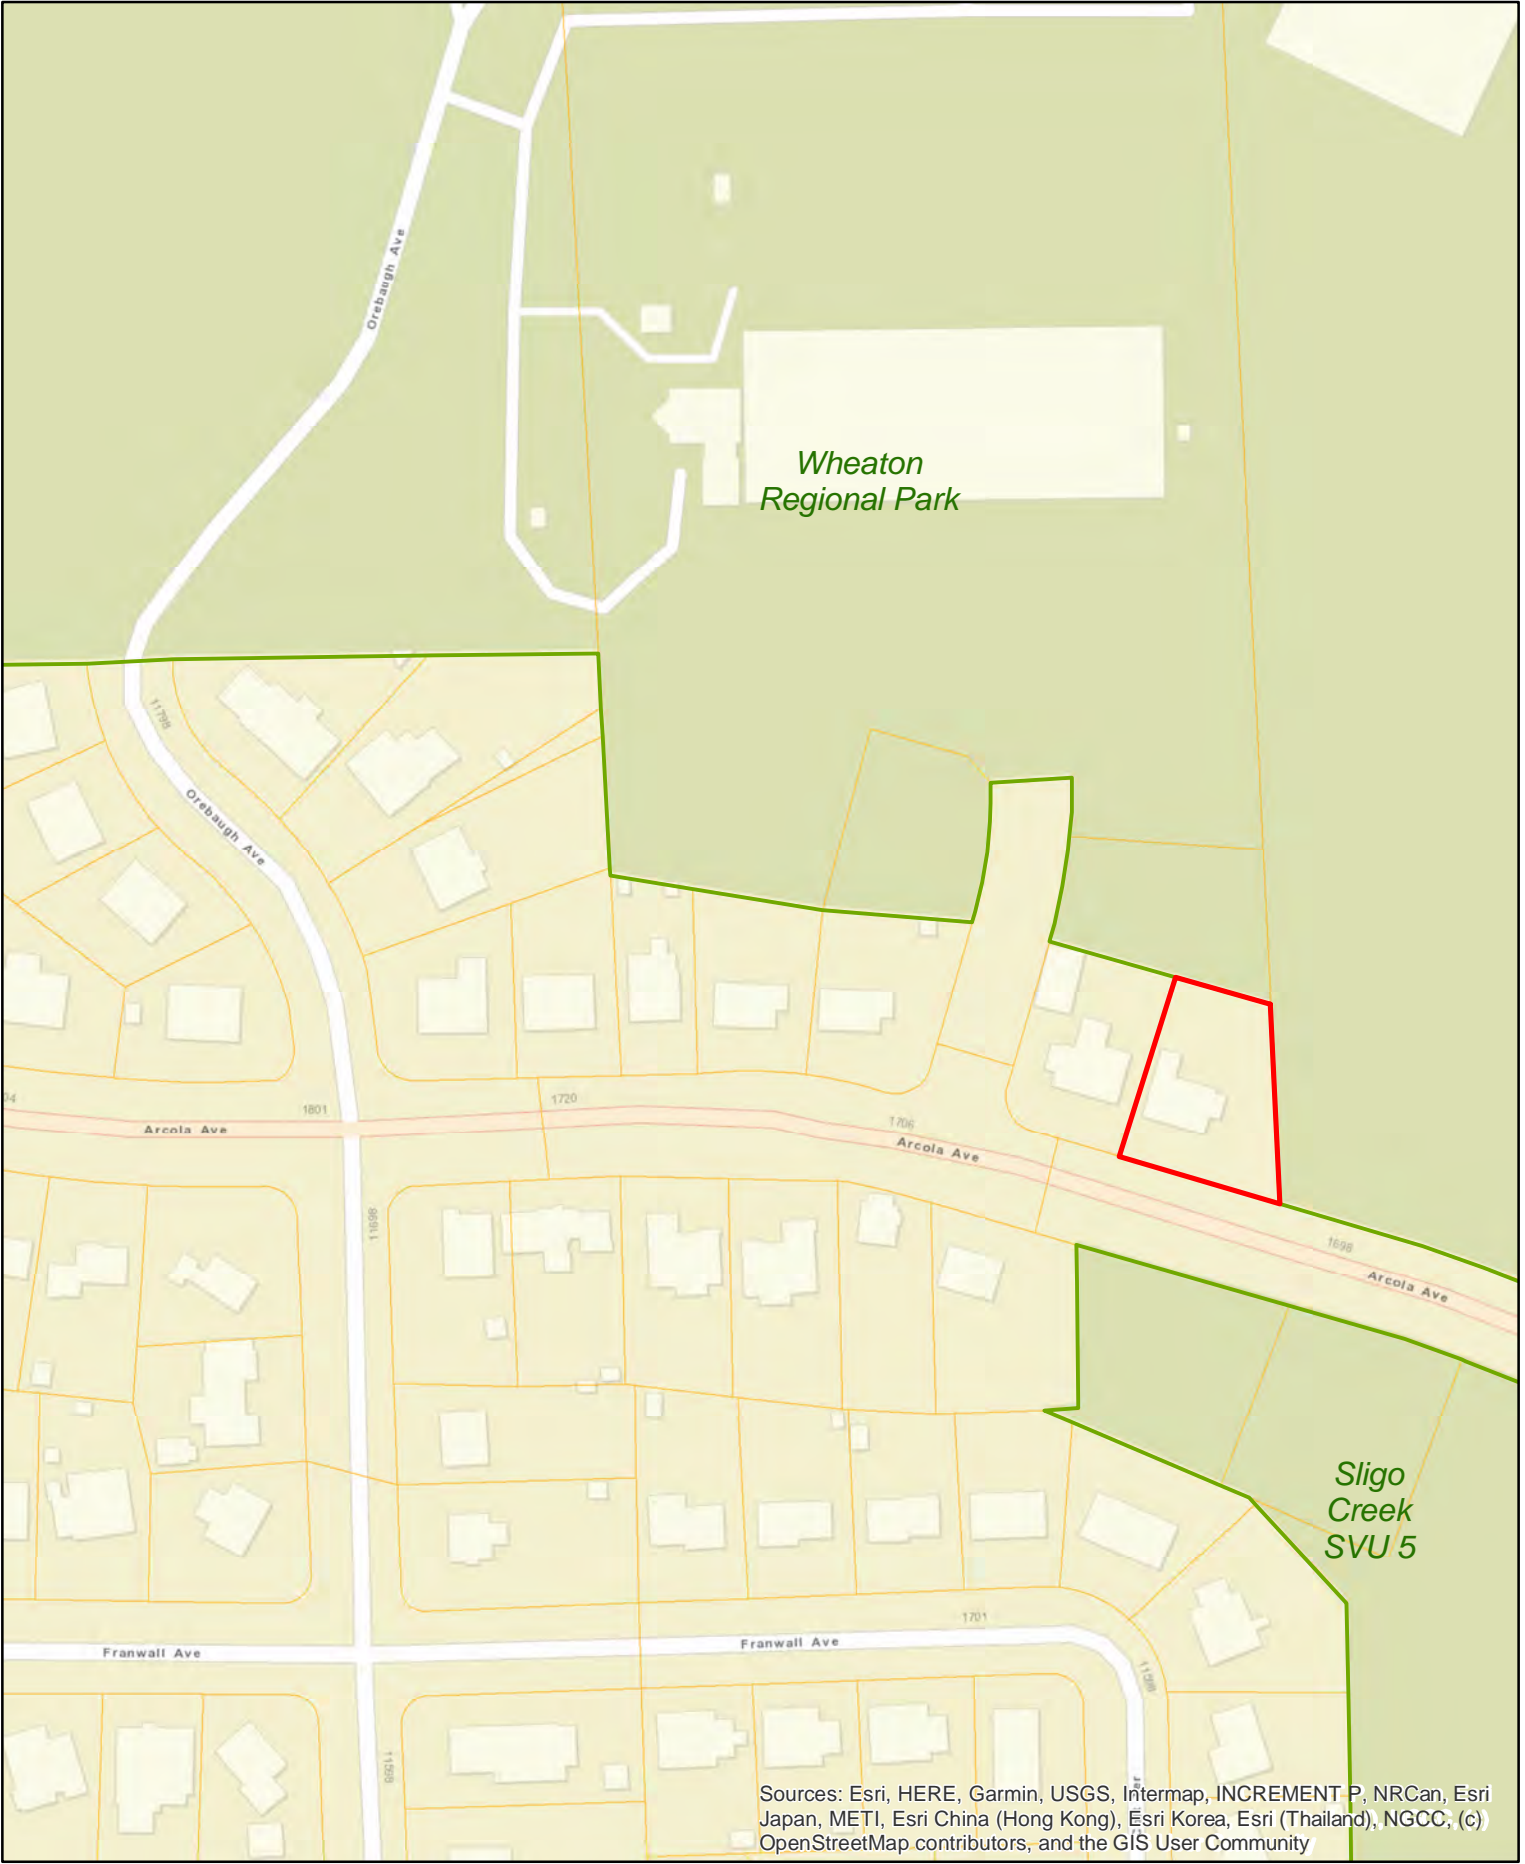 Orebaugh Ave
Wheaton
Regional Park
11798
Orebaugh Ave
1720
1801
Arcola Ave
1706
Arcola Ave
11698
1698
Arcola Ave
Sligo
Creek
SVU 5
1701
Franwall Ave
Franwall Ave
11598
11598
Sources: Esri, HERE, Garmin, USGS, Intermap, INCREMENT P, NRCan, Esri
Japan, METI, Esri China (Hong Kong), Esri Korea, Esri (Thailand), NGCC, (c)
OpenStreetMap contributors, and the GIS User Community